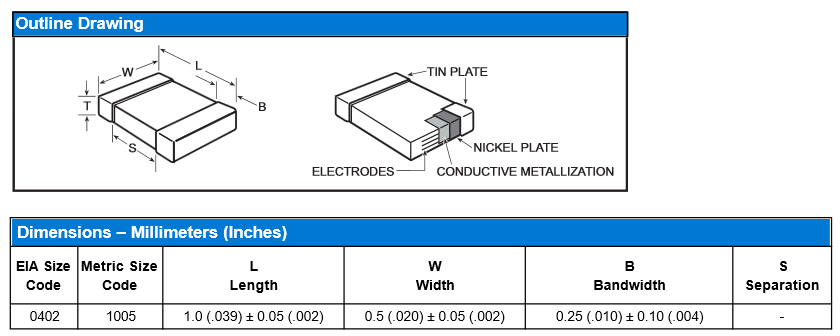 Outline Drawing
W
L
T
B
S
TIN PLATE
NICKEL PLATE
ELECTRODES
CONDUCTIVE METALLIZATION
Dimensions – Millimeters (Inches)
EIA Size Code
Metric Size Code
L Length
W Width
B Bandwidth
S Separation
0402 1005 1.0 (.039) ± 0.05 (.002) 0.5 (.020) ± 0.05 (.002) 0.25 (.010) ± 0.10 (.004) -